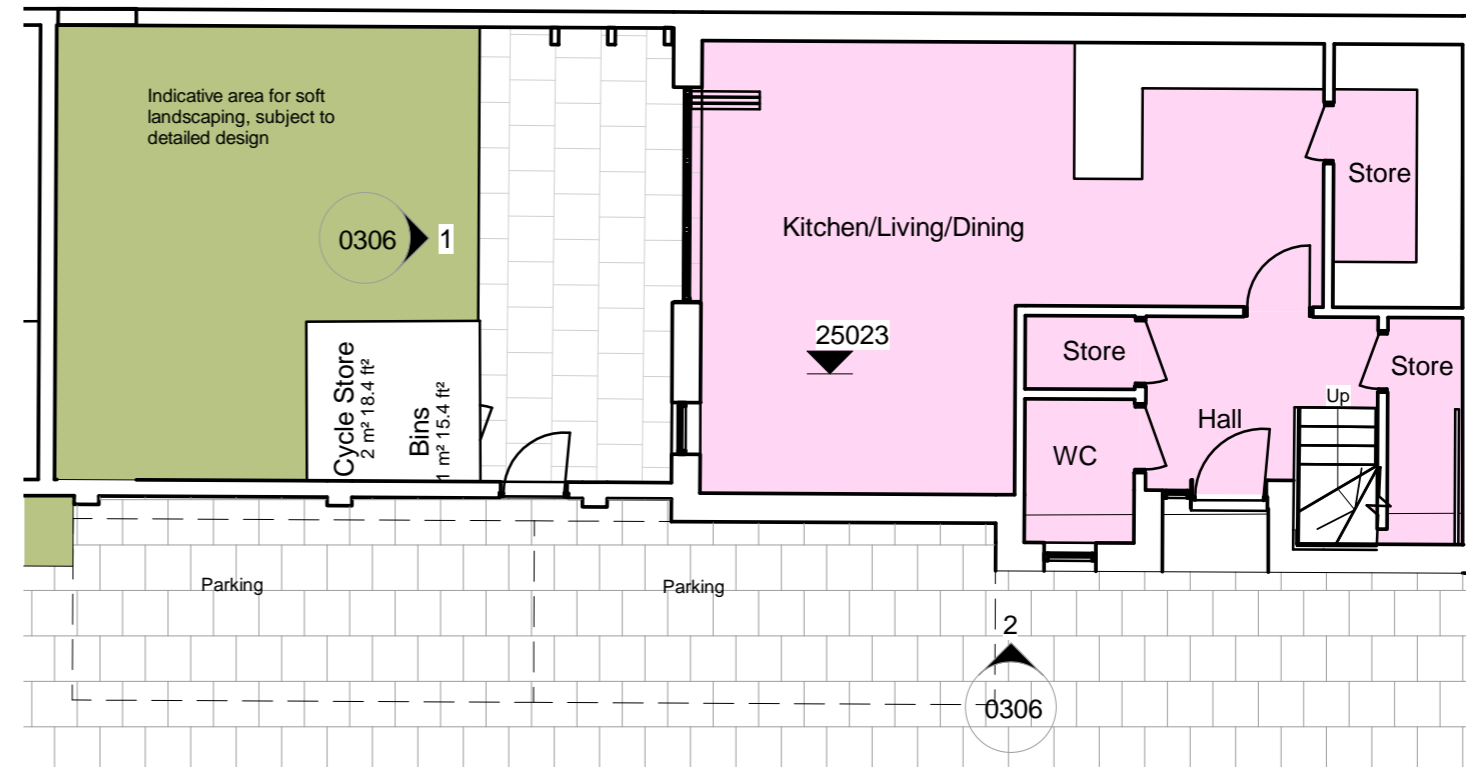 Indicative area for soft
landscaping, subject to
detailed design
0306
1
Cycle Store
2 m² 18.4 ft²
Bins
1 m² 15.4 ft²
Kitchen/Living/Dining
25023
Store
Store
Store
Up
Hall
WC
Parking
Parking
2
0306